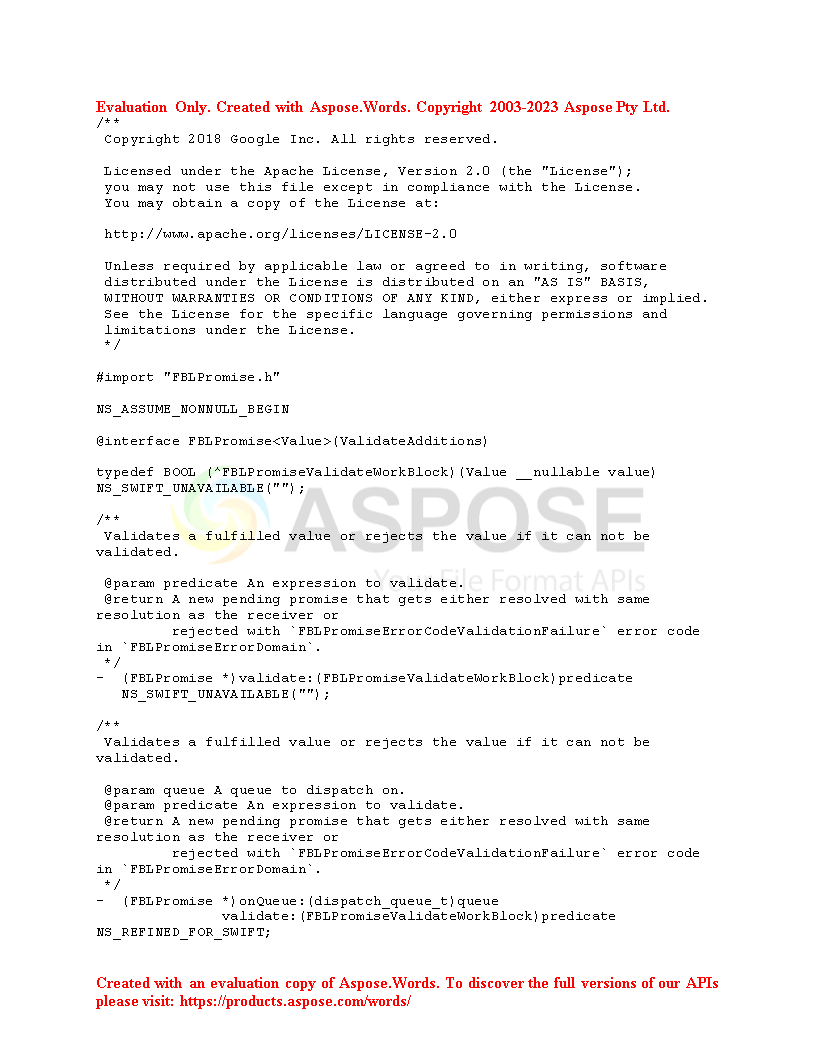 Evaluation Only. Created with Aspose.Words. Copyright 2003-2023 Aspose Pty Ltd.
/**
 Copyright 2018 Google Inc. All rights reserved.

 Licensed under the Apache License, Version 2.0 (the "License");
 you may not use this file except in compliance with the License.
 You may obtain a copy of the License at:

 http://www.apache.org/licenses/LICENSE-2.0

 Unless required by applicable law or agreed to in writing, software
 distributed under the License is distributed on an "AS IS" BASIS,
 WITHOUT WARRANTIES OR CONDITIONS OF ANY KIND, either express or implied.
 See the License for the specific language governing permissions and
 limitations under the License.
 */

#import "FBLPromise.h"

NS_ASSUME_NONNULL_BEGIN

@interface FBLPromise<Value>(ValidateAdditions)

typedef BOOL (^FBLPromiseValidateWorkBlock)(Value __nullable value)
NS_SWIFT_UNAVAILABLE("");
ASPOSE
Your File Format APIs

/**
 Validates a fulfilled value or rejects the value if it can not be
validated.

 @param predicate An expression to validate.
 @return A new pending promise that gets either resolved with same
resolution as the receiver or
         rejected with `FBLPromiseErrorCodeValidationFailure` error code
in `FBLPromiseErrorDomain`.
 */
-  (FBLPromise *)validate:(FBLPromiseValidateWorkBlock)predicate
   NS_SWIFT_UNAVAILABLE("");

/**
 Validates a fulfilled value or rejects the value if it can not be
validated.

 @param queue A queue to dispatch on.
 @param predicate An expression to validate.
 @return A new pending promise that gets either resolved with same
resolution as the receiver or
         rejected with `FBLPromiseErrorCodeValidationFailure` error code
in `FBLPromiseErrorDomain`.
 */
-  (FBLPromise *)onQueue:(dispatch_queue_t)queue
               validate:(FBLPromiseValidateWorkBlock)predicate
NS_REFINED_FOR_SWIFT;

Created with an evaluation copy of Aspose.Words. To discover the full versions of our APIs
please visit: https://products.aspose.com/words/